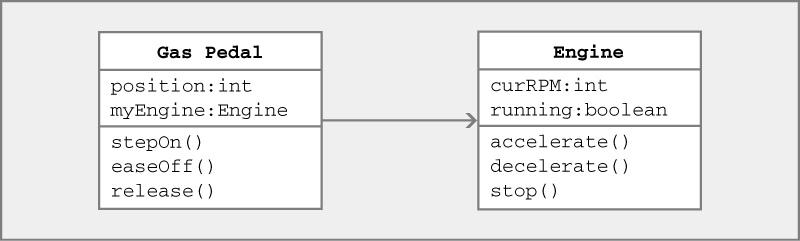 Gas Pedal
position:int
myEngine:Engine
stepOn()
easeOff()
release()
Engine
curRPM:int
running:boolean
accelerate()
decelerate()
stop()